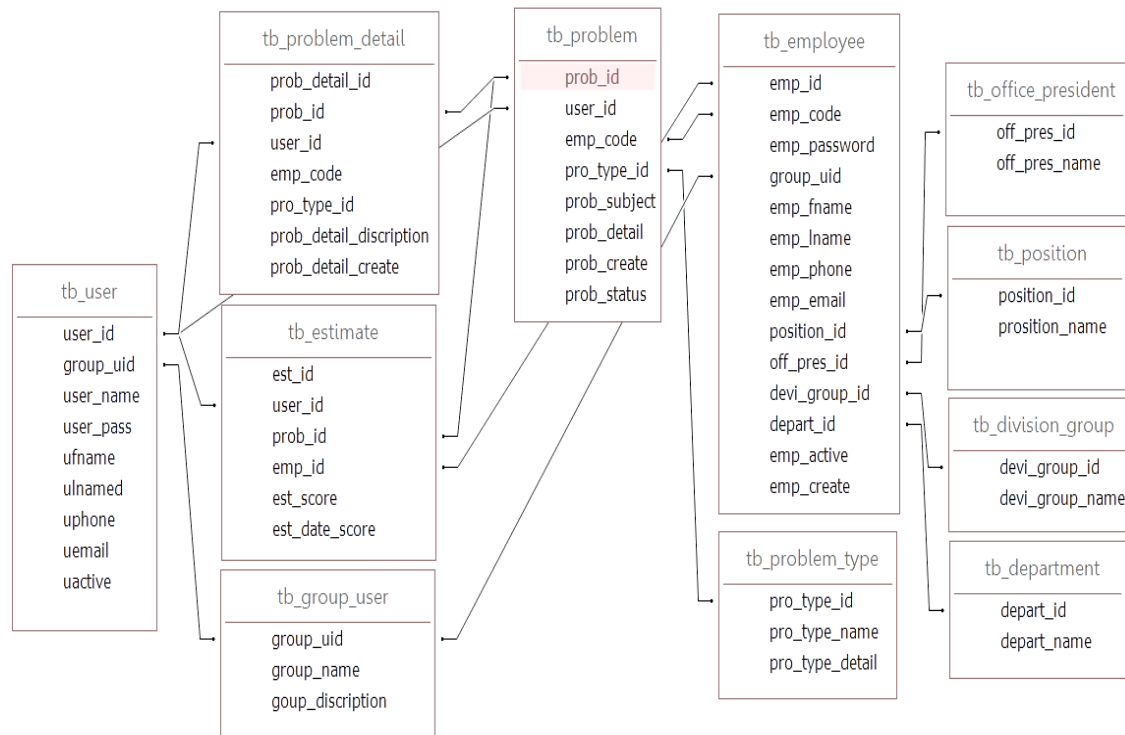 tb_problem_detail
prob_detail_id
prob_id
user_id
emp_code
pro_type_id
prob_detail_discription
prob_detail_create
tb_problem
prob_id
user_id
emp_code
pro_type_id
prob_subject
prob_detail
prob_create
prob_status
tb_employee
emp_id
emp_code
emp_password
group_uid
emp_fname
emp_lname
emp_phone
emp_email
position_id
off_pres_id
devi_group_id
depart_id
emp_active
emp_create
tb_office_president
off_pres_id
off_pres_name
tb_position
position_id
prosition_name
tb_division_group
devi_group_id
devi_group_name
tb_department
depart_id
depart_name
tb_user
user_id
group_uid
user_name
user_pass
ufname
ulnamed
uphone
uemail
uactive
tb_estimate
est_id
user_id
prob_id
emp_id
est_score
est_date_score
tb_group_user
group_uid
group_name
goup_discription
tb_problem_type
pro_type_id
pro_type_name
pro_type_detail